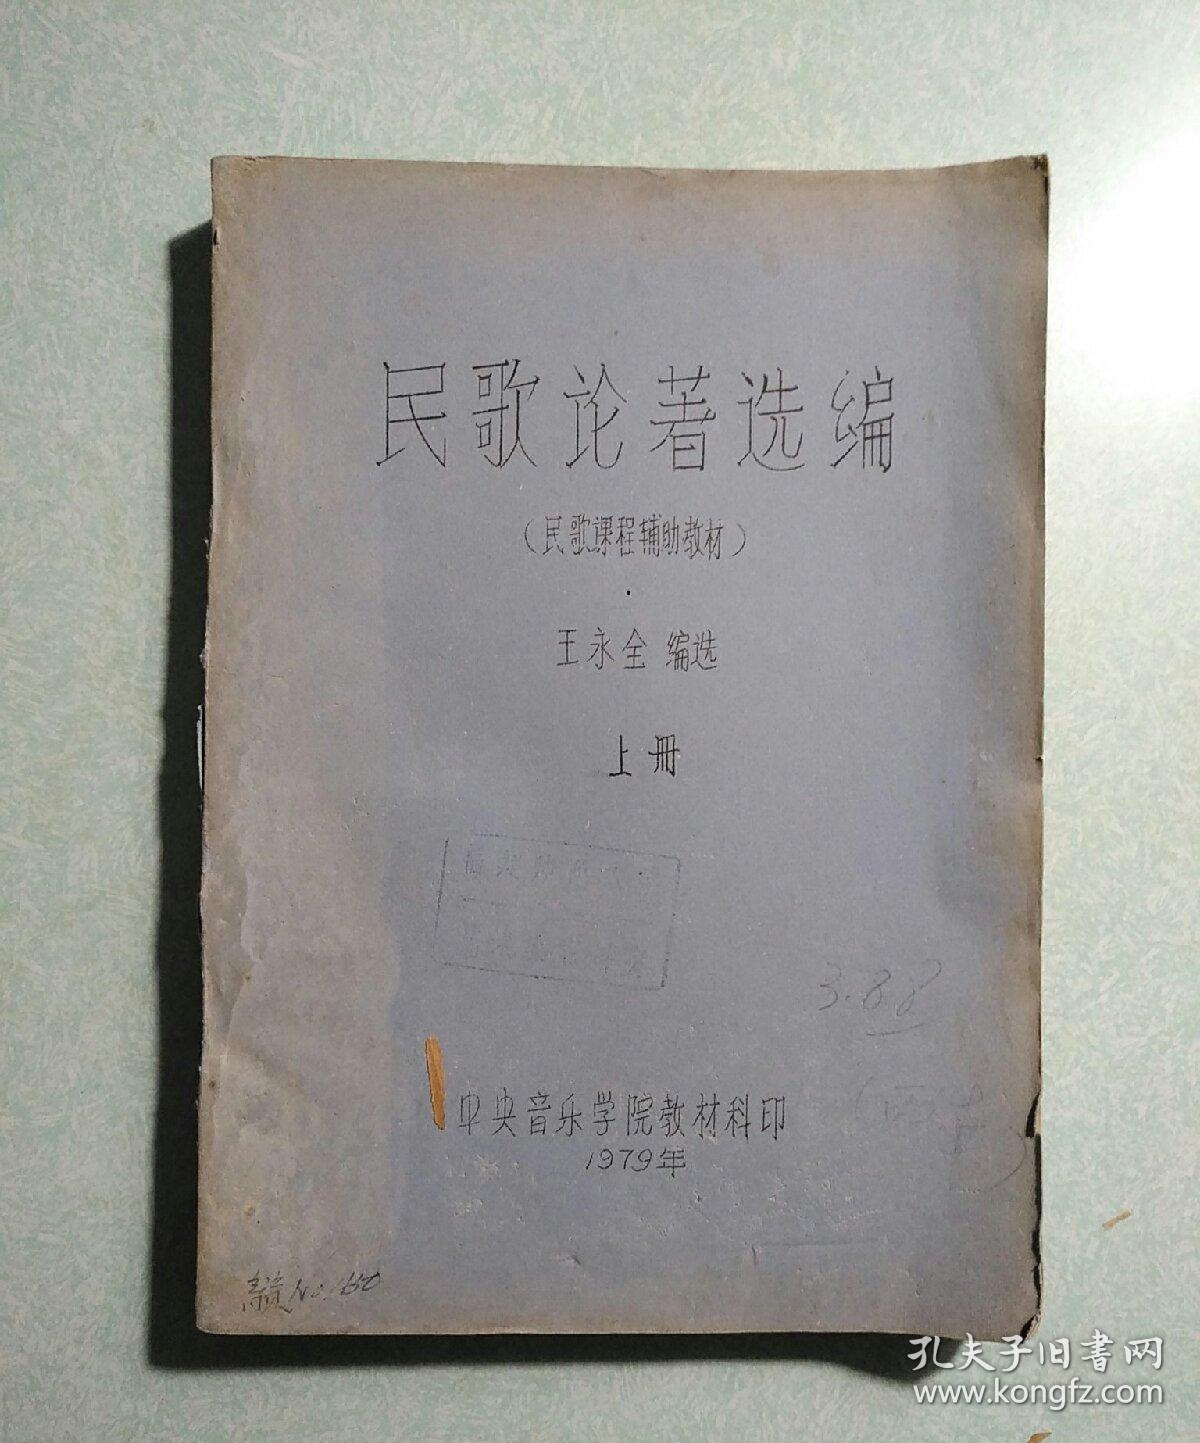 民歌论著选编
（民歌课程辅助教材）
王永全 编选
上册
3.88
中央音乐学院教材科印
1979年
No.160
孔夫子旧书网
www.kongfz.com